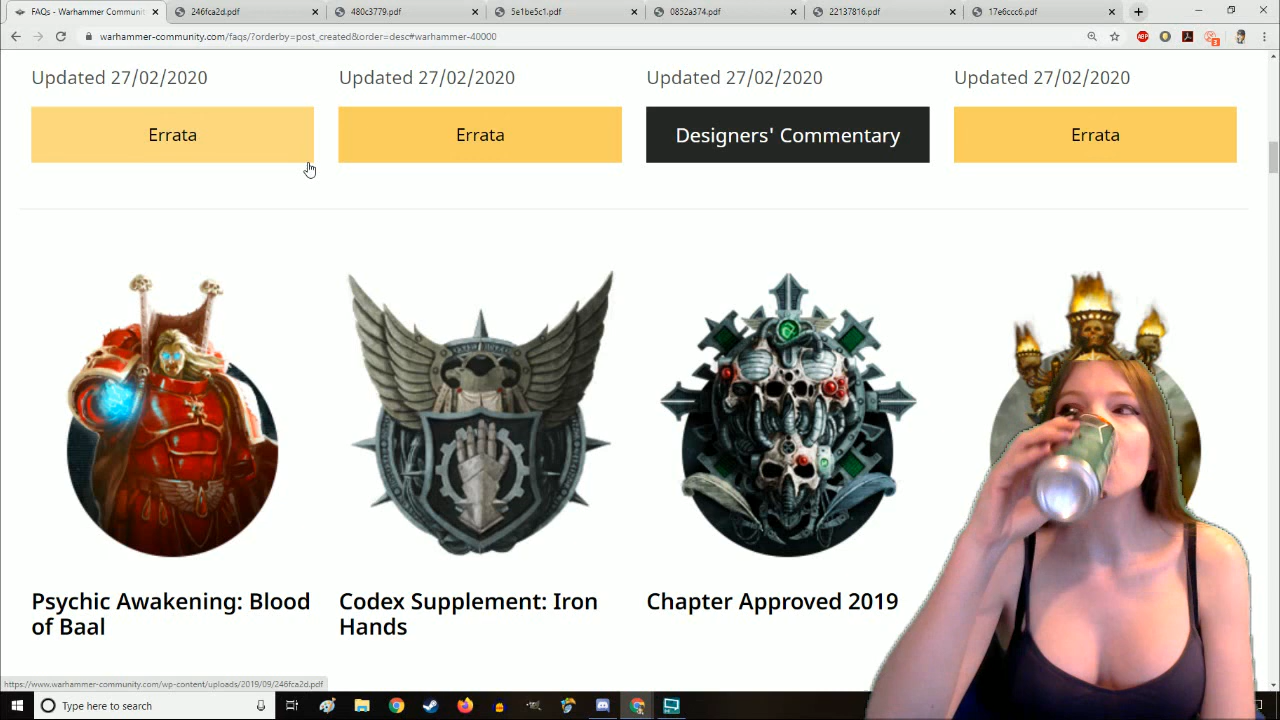 FAQs - Warhammer Communi
246fca2d.pdf
480c3779.pdf
5e1be5c1.pdf
0852a374.pdf
22137816.pdf
17e6ccc6.pdf
warhammer-community.com/faqs/?orderby=post_created&order=desc#warhammer-40000
Updated 27/02/2020
Updated 27/02/2020
Updated 27/02/2020
Updated 27/02/2020
Errata
Errata
Designers' Commentary
Errata
Psychic Awakening: Blood
of Baal
Codex Supplement: Iron
Hands
Chapter Approved 2019
https://www.warhammer-community.com/wp-content/uploads/2019/09/246fca2d.pdf
Type here to search